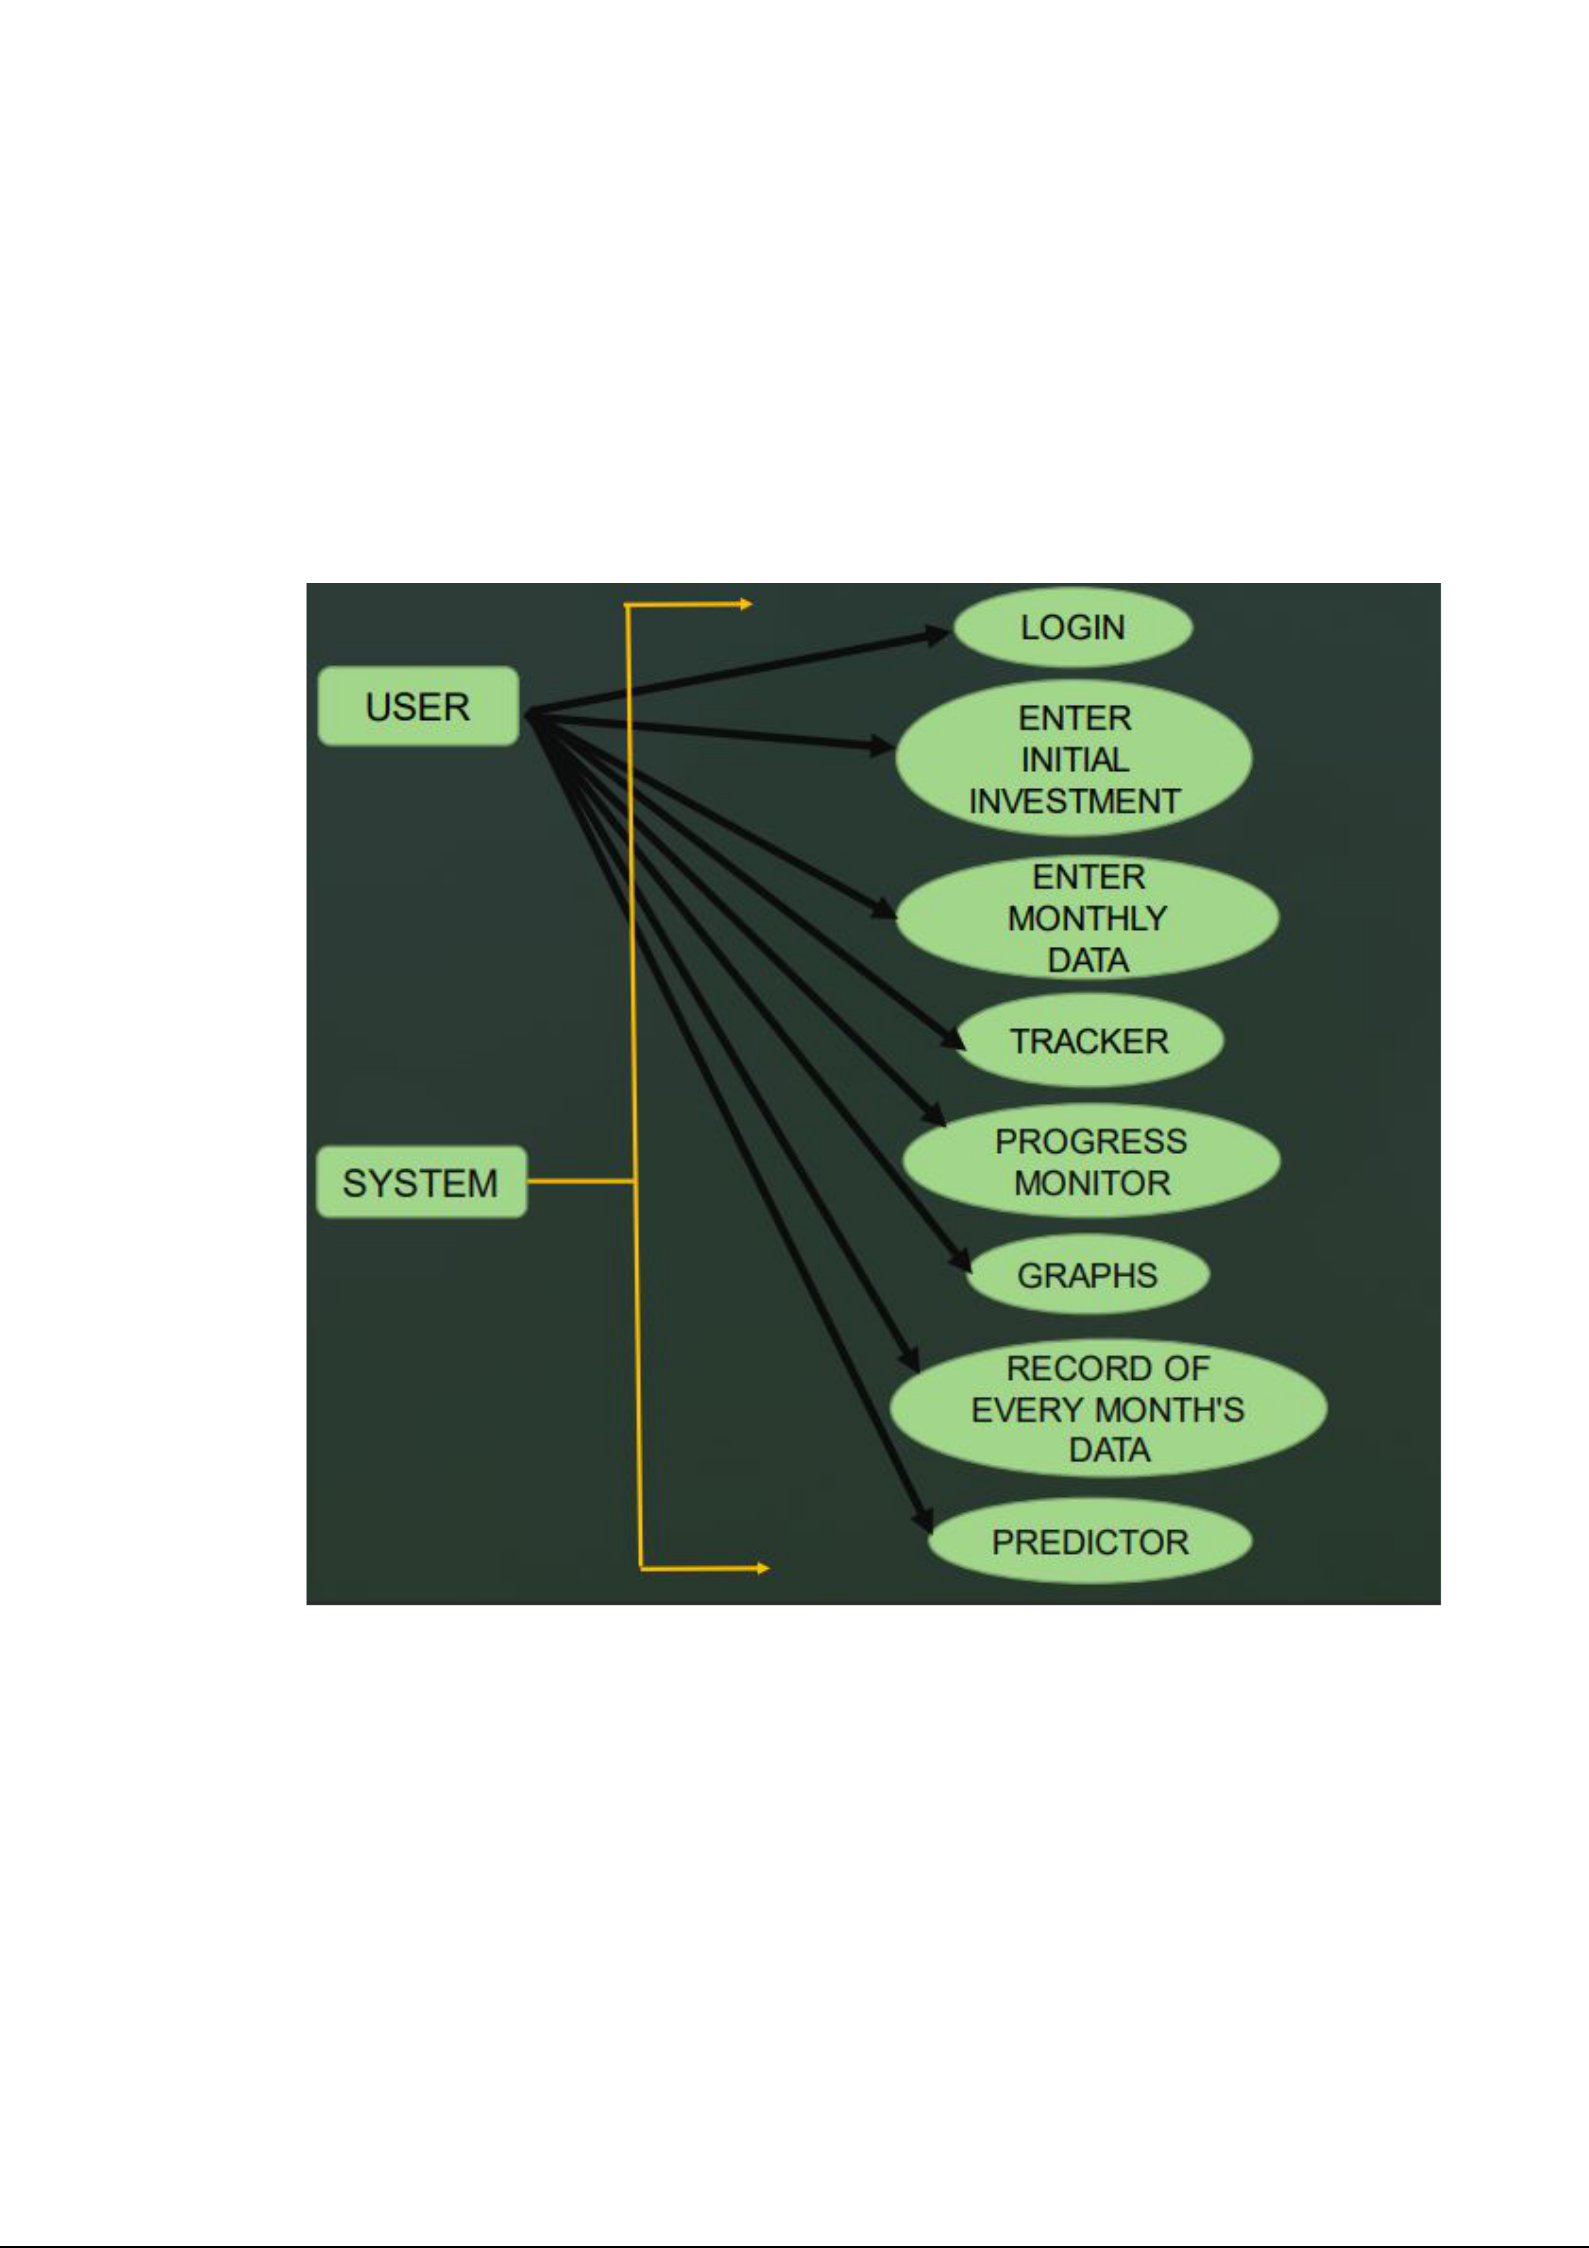 USER
SYSTEM
LOGIN
ENTER
INITIAL
INVESTMENT
ENTER
MONTHLY
DATA
TRACKER
PROGRESS
MONITOR
GRAPHS
RECORD OF
EVERY MONTH'S
DATA
PREDICTOR